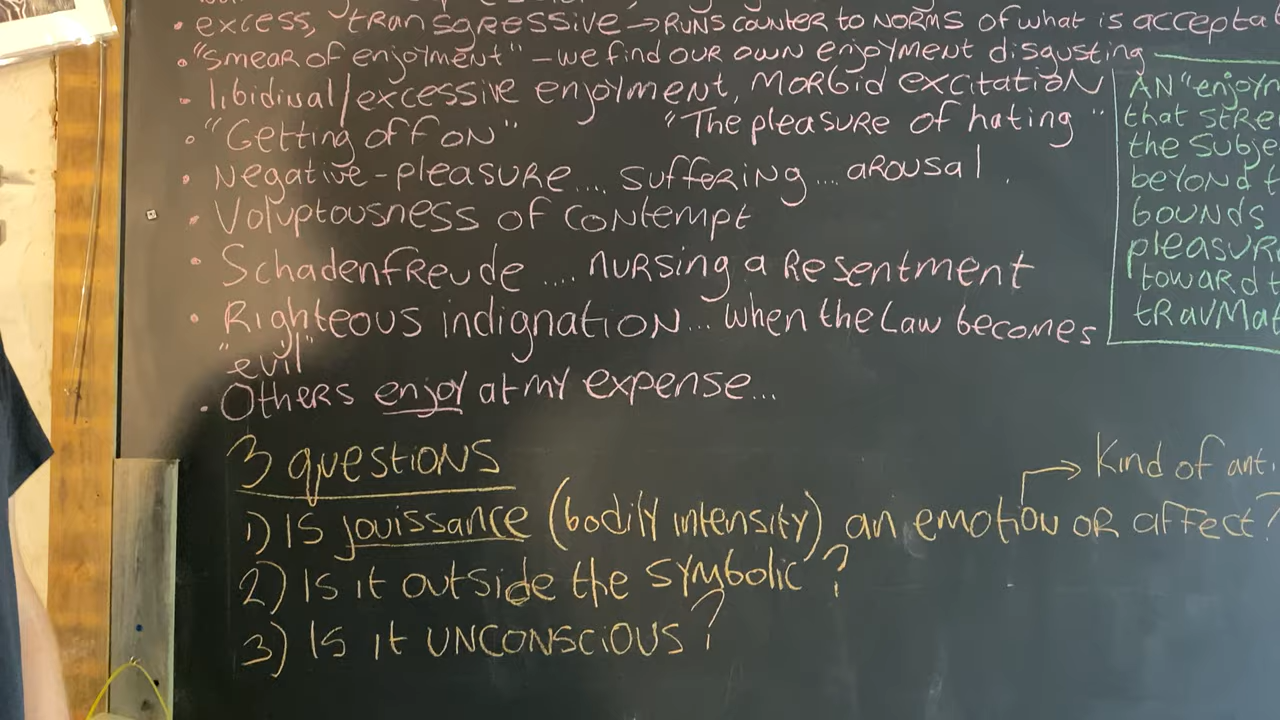 • excess, transgressive → Runs counter to norms of what is accepta
• "smear of enjoyment" – we find our own enjoyment disgusting
• libidinal/excessive enjoyment, morbid excitation
• "Getting off on" "The pleasure of hating"
• Negative-pleasure.... suffering... arousal.
• Voluptousness of contempt
• Schadenfreude .... nursing a Resentment
• Righteous indignation... when the Law becomes
"evil"
• Others enjoy at my expense...
AN "enjoym
that stre
the Subje
beyond t
bounds
pleasur
toward t
trauma
3 questions
Kind of ant
1) Is jouissance (bodily intensity) an emotion or affect?
2) Is it outside the symbolic?
3) Is it unconscious?